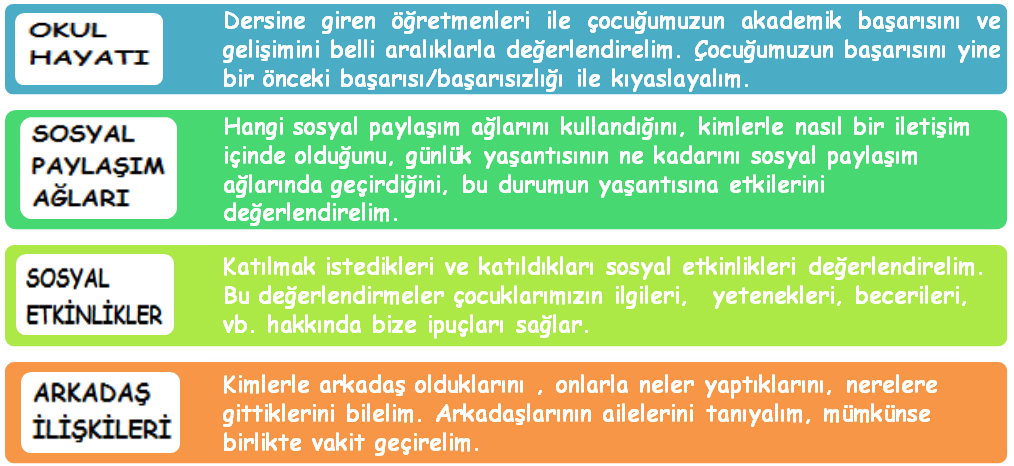 OKUL
HAYATI
Dersine giren öğretmenleri ile çocuğumuzun akademik başarısını ve
gelişimini belli aralıklarla değerlendirelim. Çocuğumuzun başarısını yine
bir önceki başarısı/başarısızlığı ile kıyaslayalım.
SOSYAL
PAYLAŞIM
AĞLARI
Hangi sosyal paylaşım ağlarını kullandığını, kimlerle nasıl bir iletişim
içinde olduğunu, günlük yaşantısının ne kadarını sosyal paylaşım
ağlarında geçirdiğini, bu durumun yaşantısına etkilerini
değerlendirelim.
SOSYAL
ETKİNLİKLER
Katılmak istedikleri ve katıldıkları sosyal etkinlikleri değerlendirelim.
Bu değerlendirmeler çocuklarımızın ilgileri, yetenekleri, becerileri,
vb. hakkında bize ipuçları sağlar.
ARKADAŞ
İLİŞKİLERİ
Kimlerle arkadaş olduklarını , onlarla neler yaptıklarını, nerelere
gittiklerini bilelim. Arkadaşlarının ailelerini tanıyalım, mümkünse
birlikte vakit geçirelim.